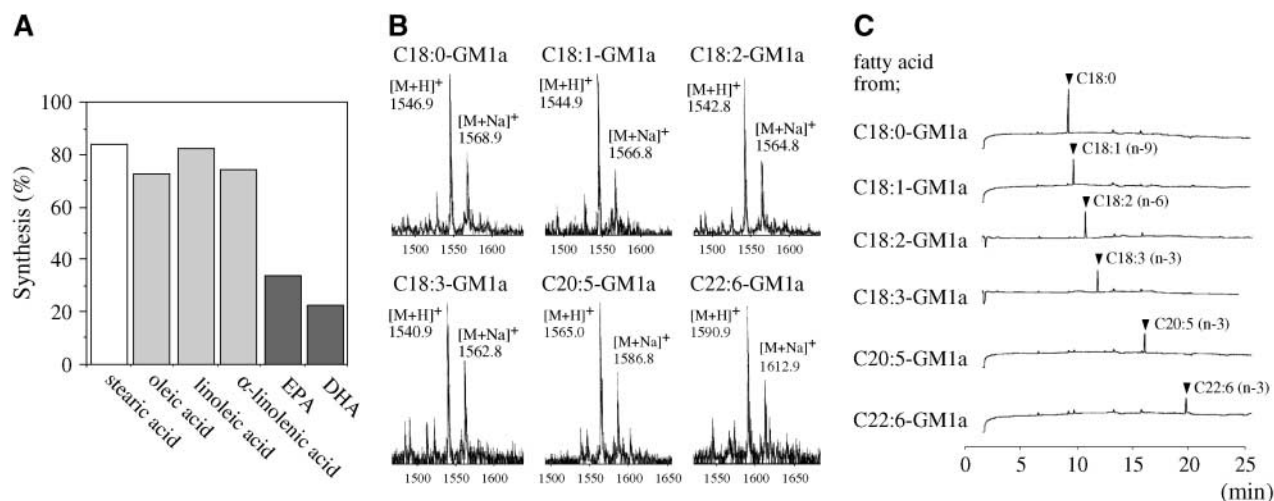 A
Synthesis (%)
100
80
60
40
20
0
stearic acid
oleic acid
linoleic acid
α-linolenic acid
EPA
DHA
B
C18:0-GM1a
[M+H]+
1546.9
[M+Na]+
1568.9
1500 1550 1600
C18:1-GM1a
[M+H]+
1544.9
[M+Na]+
1566.8
1500 1550 1600
C18:2-GM1a
[M+H]+
1542.8
[M+Na]+
1564.8
1500 1550 1600
C18:3-GM1a
[M+H]+
1540.9
[M+Na]+
1562.8
1500 1550 1600
C20:5-GM1a
[M+H]+
1565.0
[M+Na]+
1586.8
1500 1550 1600 1650
C22:6-GM1a
[M+H]+
1590.9
[M+Na]+
1612.9
1550 1600 1650
C
fatty acid
from;
C18:0
C18:0-GM1a
C18:1 (n-9)
C18:1-GM1a
C18:2 (n-6)
C18:2-GM1a
C18:3 (n-3)
C18:3-GM1a
C20:5 (n-3)
C20:5-GM1a
C22:6 (n-3)
C22:6-GM1a
0 5 10 15 20 25
(min)